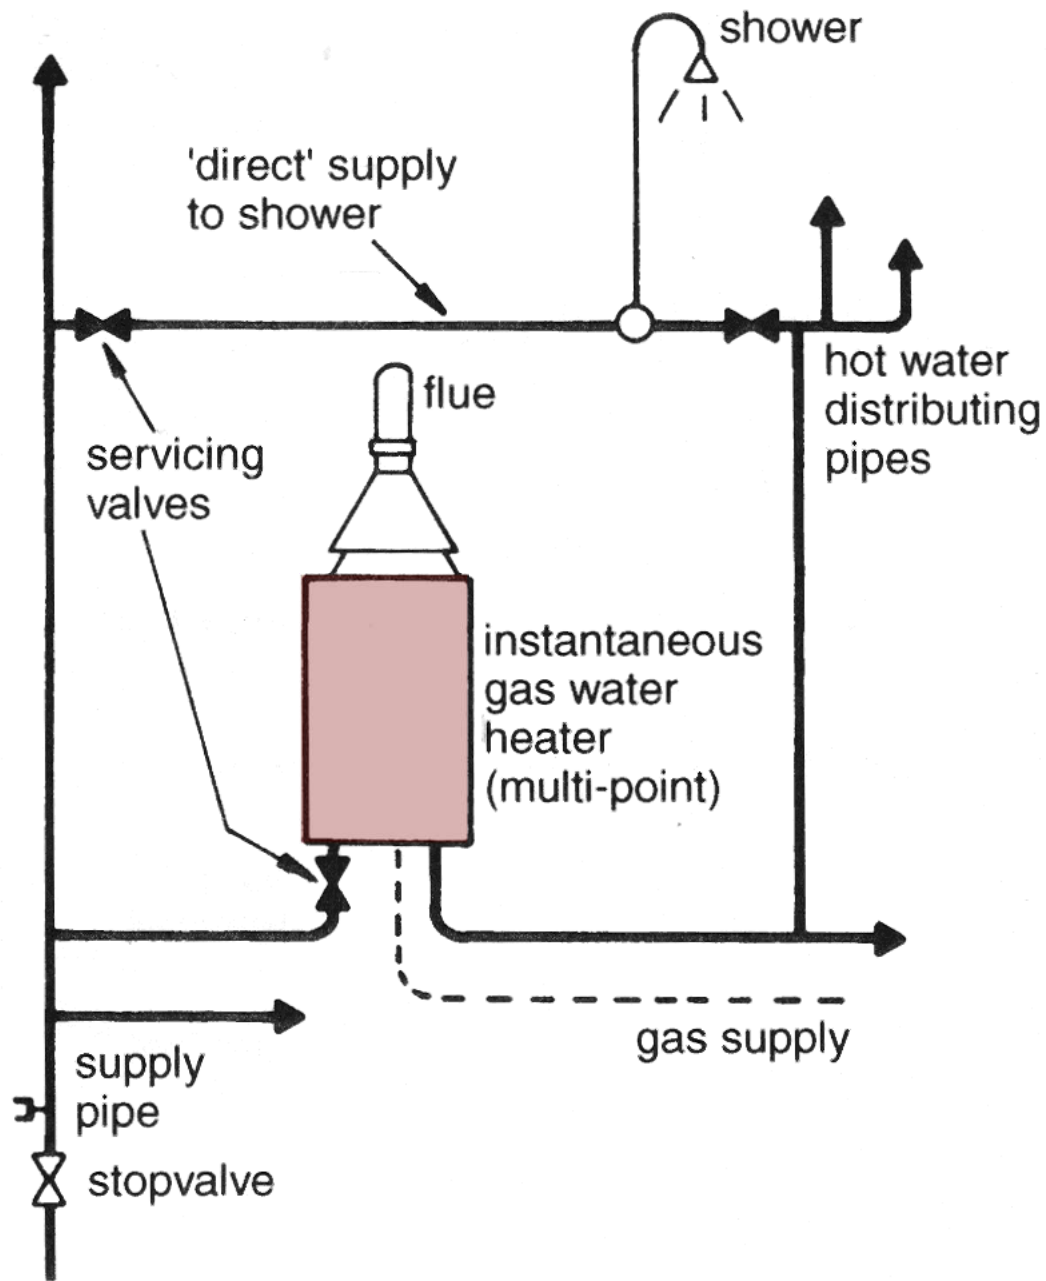 shower
'direct' supply
to shower
flue
hot water
distributing
pipes
servicing
valves
instantaneous
gas water
heater
(multi-point)
gas supply
supply
pipe
stopvalve